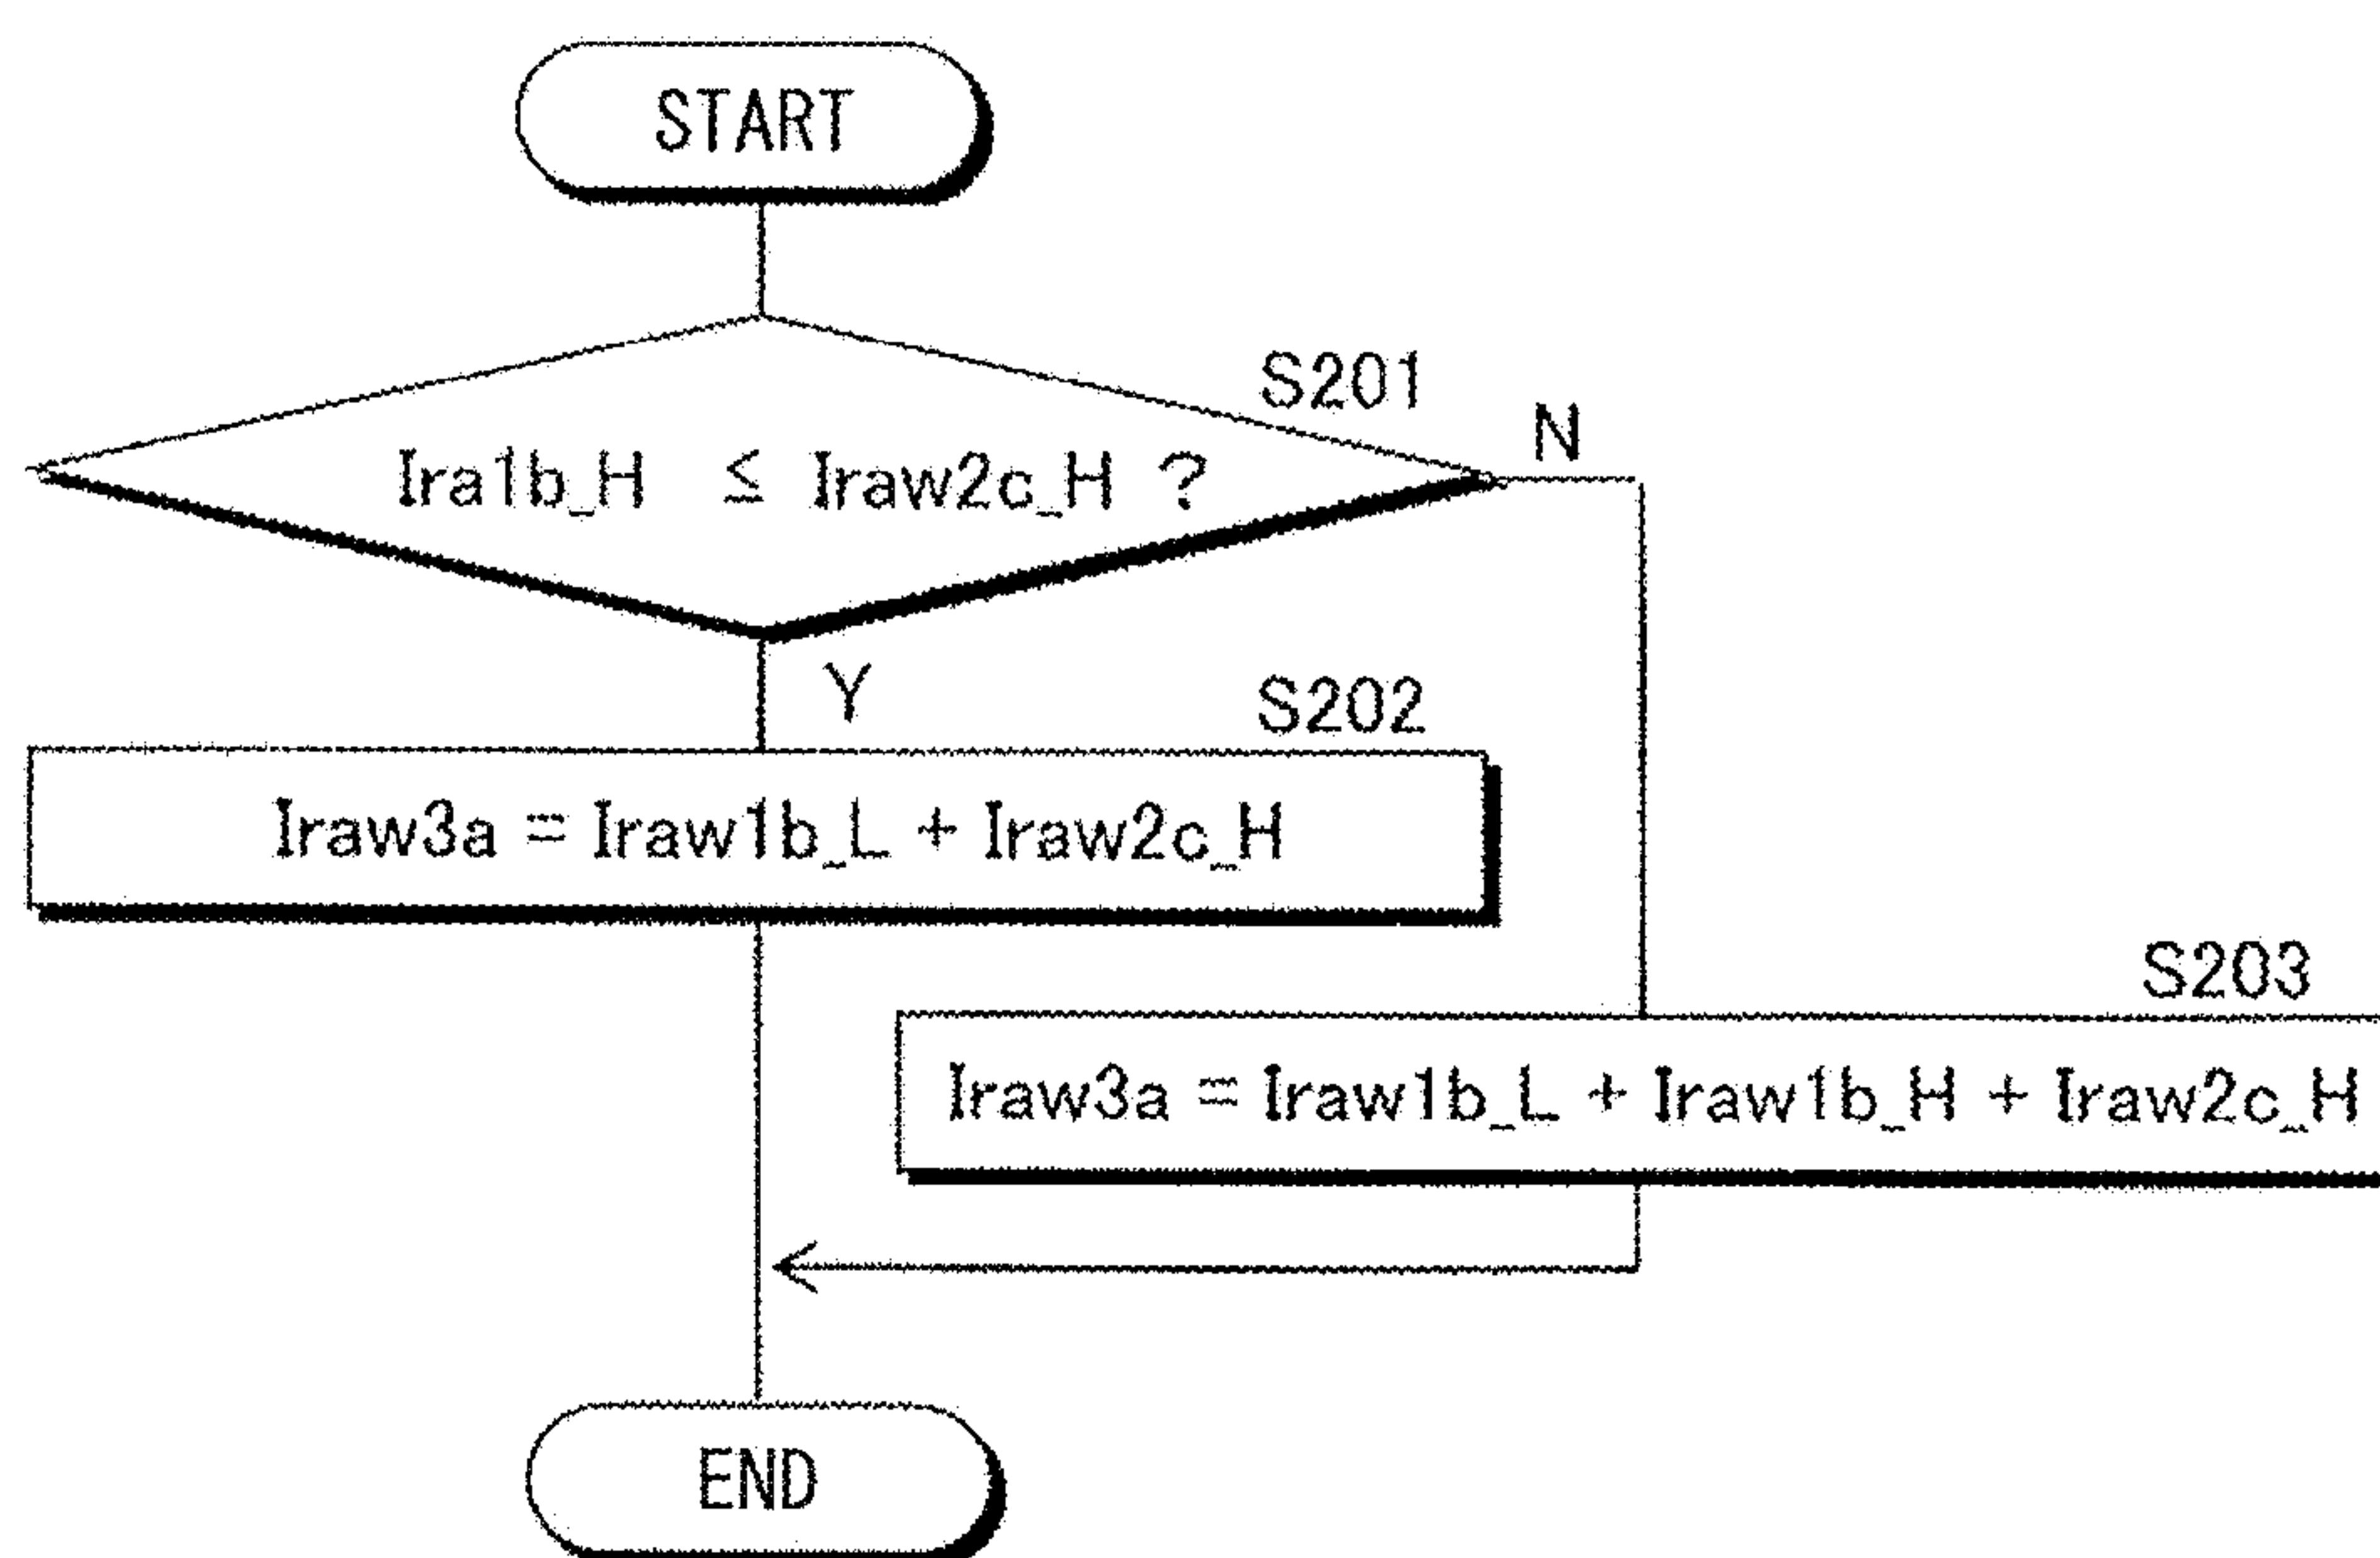 START
S201
N
Ira1b_H ≤ Iraw2c_H ?
Y
S202
Iraw3a = Iraw1b_L + Iraw2c_H
S203
Iraw3a = Iraw1b_L + Iraw1b_H + Iraw2c_H
END